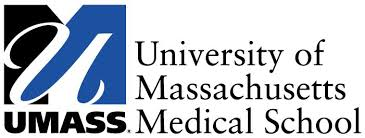 University of
Massachusetts
Medical School
UMASS